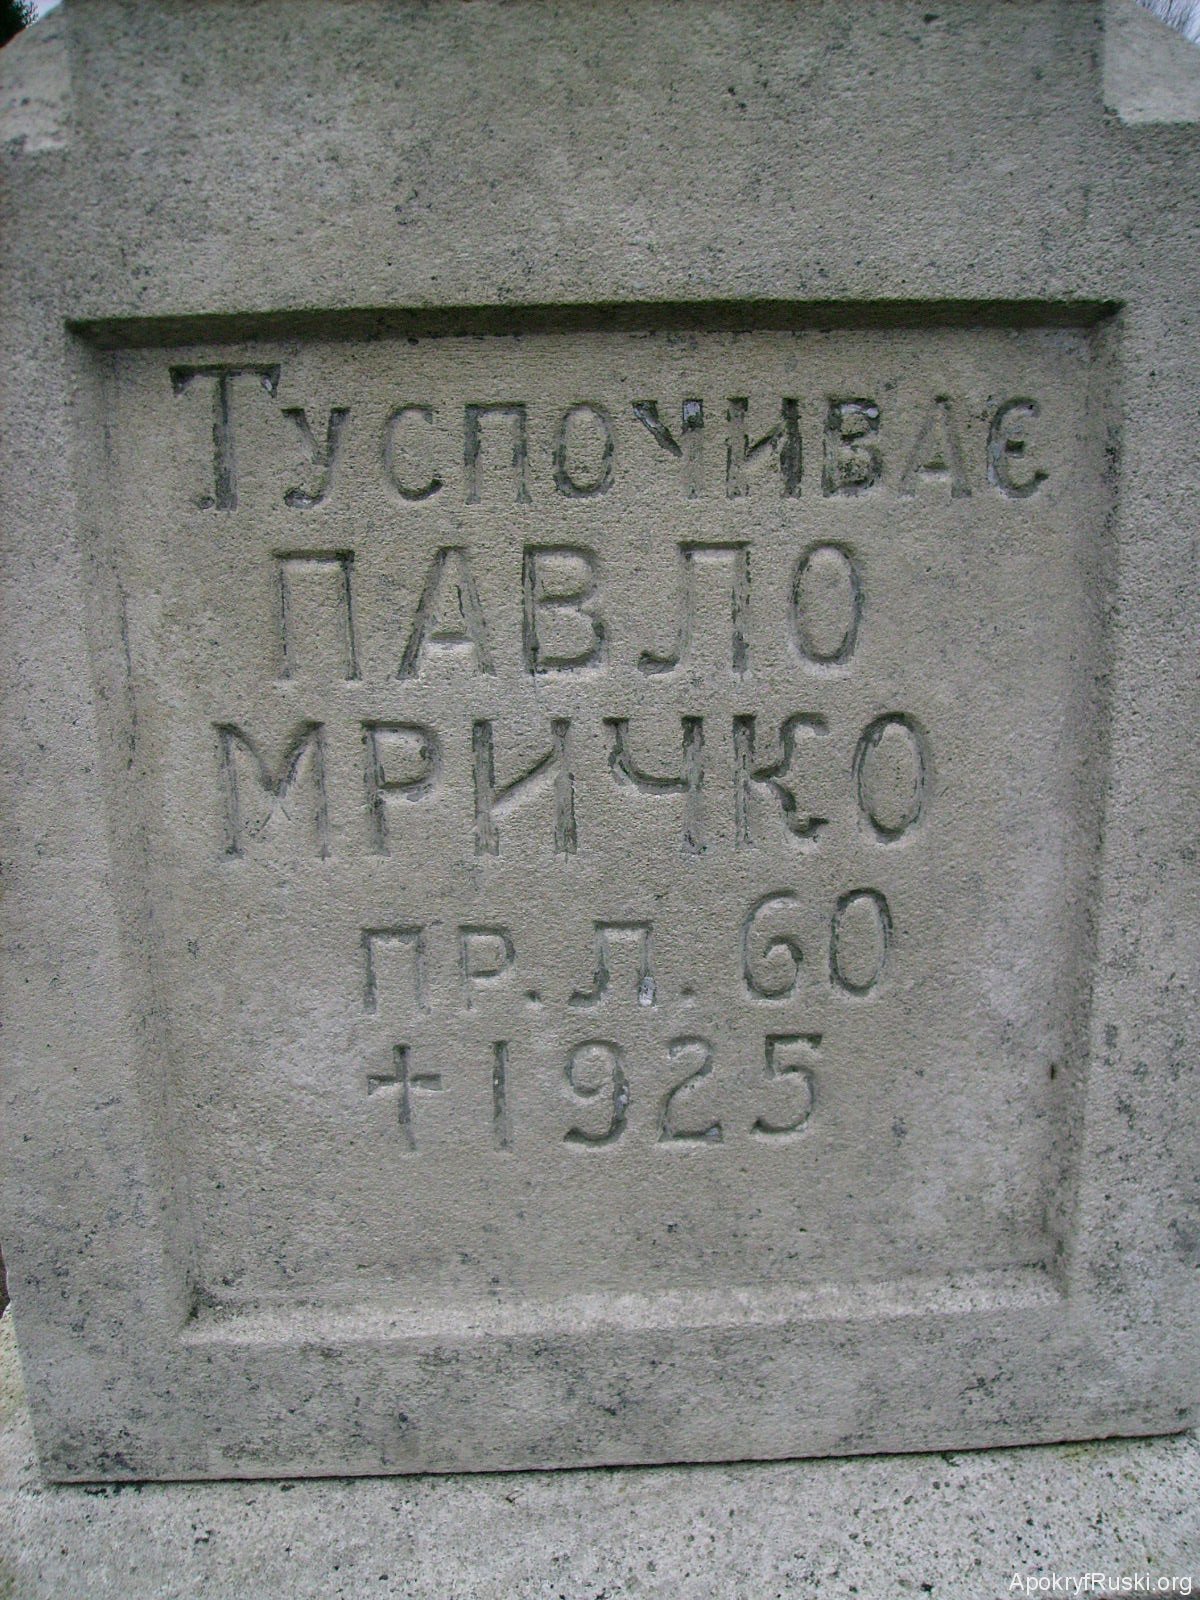 Туспочиває
ПАВЛО
МРИЧКО
ПР. Л. 60
+ 1925
ApokryfRuski.org